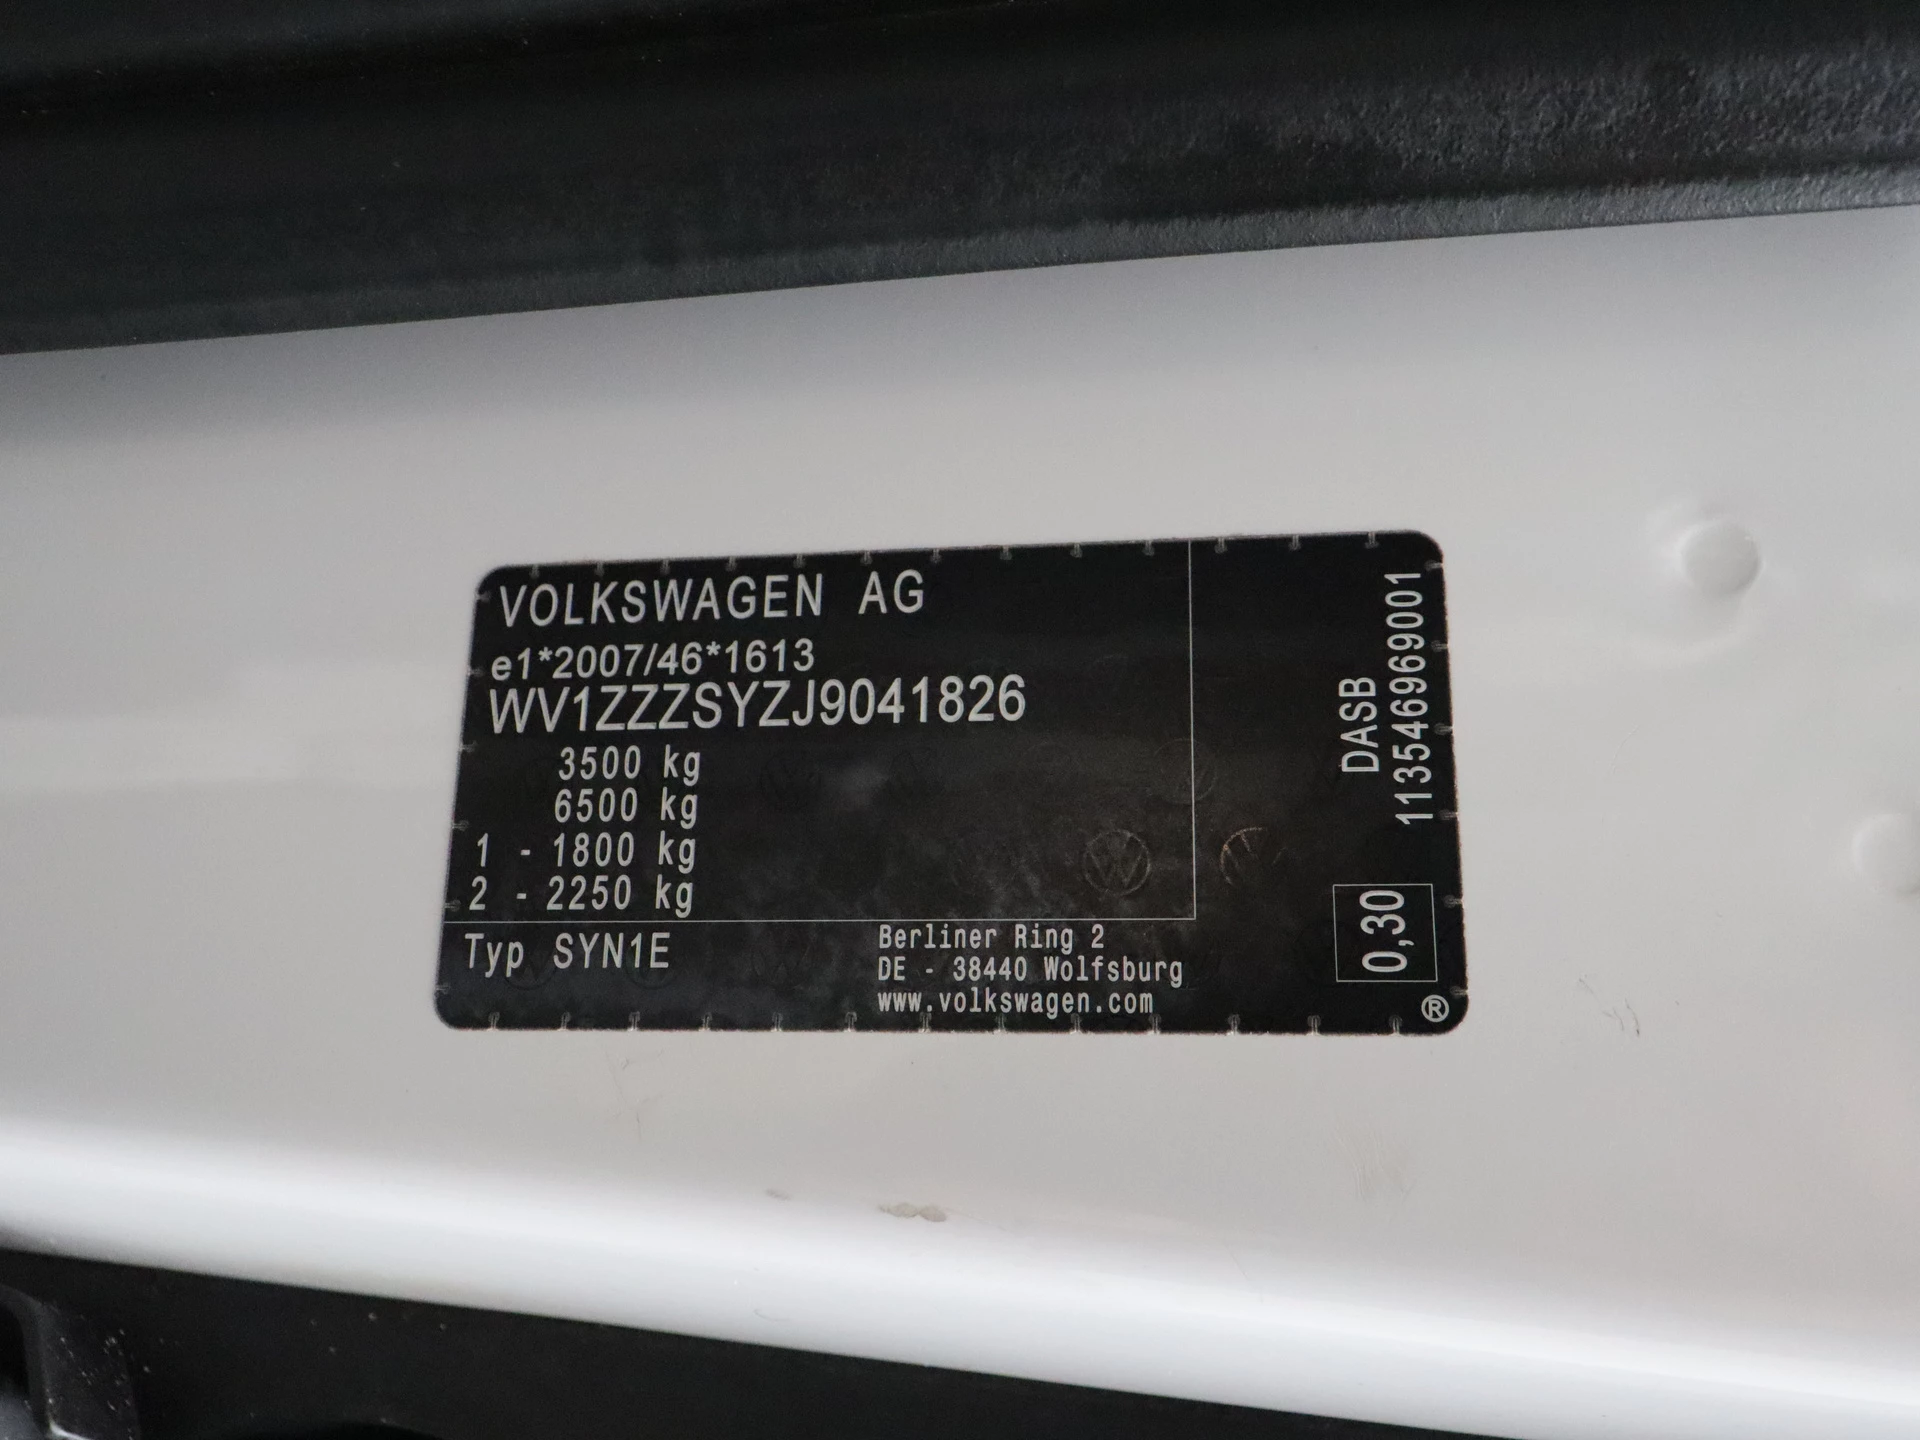 VOLKSWAGEN AG
e1*2007/46*1613
WV1ZZZSYZJ9041826
3500 kg
6500 kg
1 - 1800 kg
2 - 2250 kg
Typ SYN1E
Berliner Ring 2
DE - 38440 Wolfsburg
www.volkswagen.com
DASB
113546969001
0,30
®